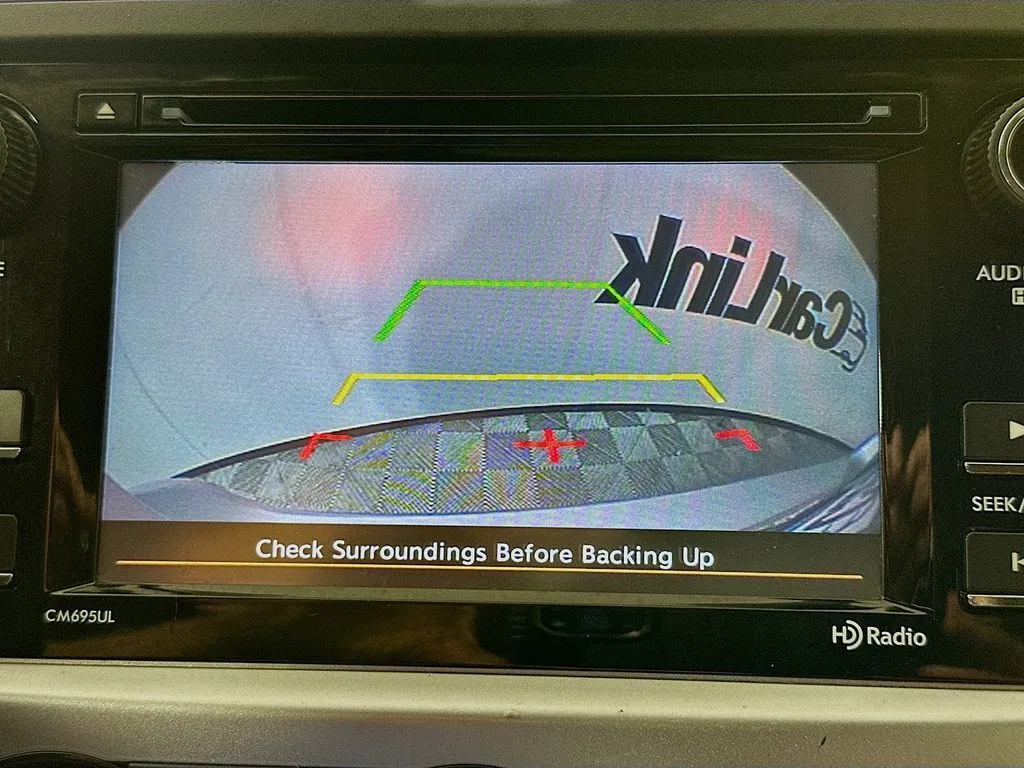 CarLink
Check Surroundings Before Backing Up
AUD
SEEK/
CM695UL
HD Radio